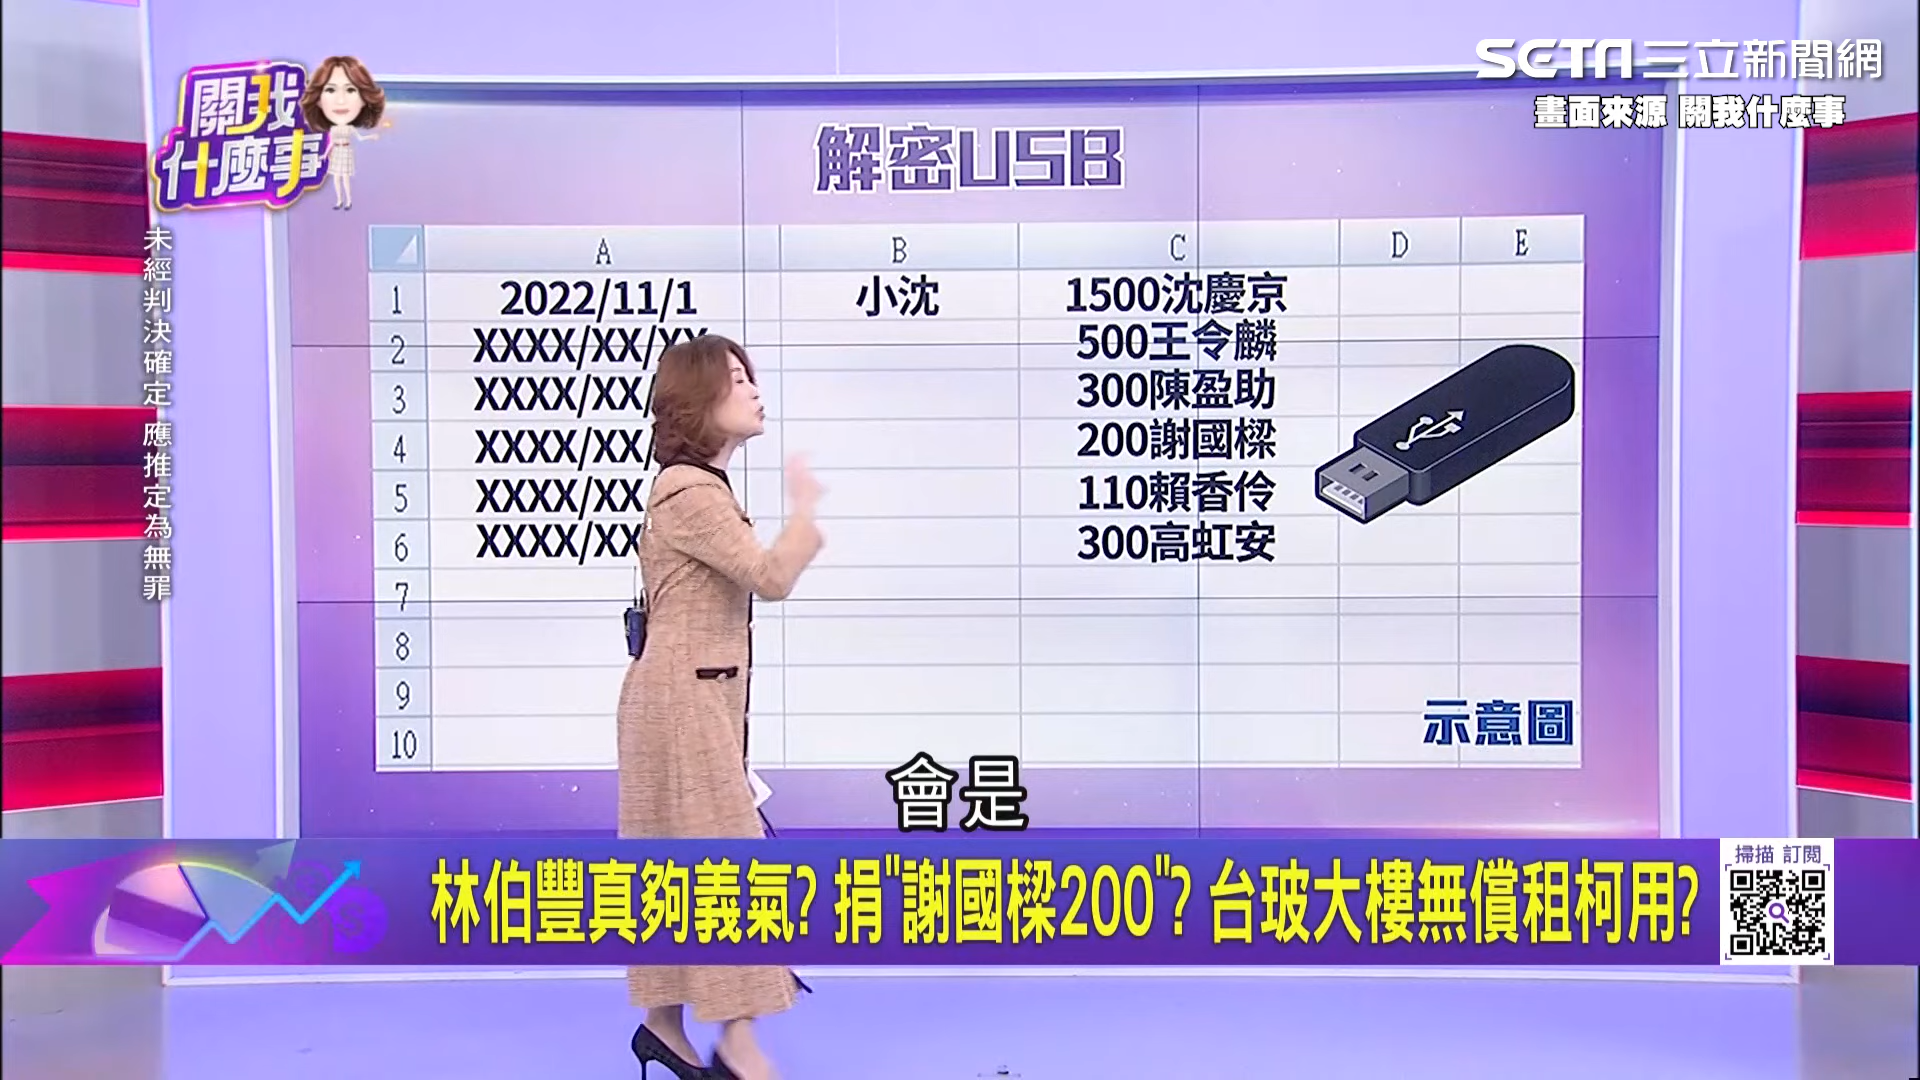 SETN三立新聞網
畫面來源 關我什麼事
關我
什麼事
未經判決確定 應推定為無罪
解密USB
A B C D E
1 2022/11/1 小沈 1500沈慶京
2 XXXX/XX/XX 500王令麟
3 XXXX/XX/ 300陳盈助
4 XXXX/XX 200謝國樑
5 XXXX/XX 110賴香伶
6 XXXX/XX 300高虹安
7
8
9
10
示意圖
會是
林伯豐真夠義氣? 捐"謝國樑200"? 台玻大樓無償租柯用?
掃描 訂閱